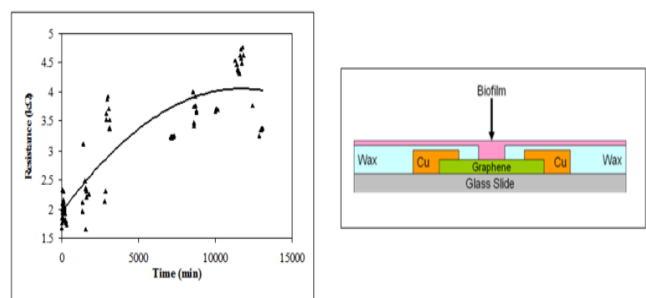 5
4.5
4
3.5
3
2.5
2
1.5
Resistance (kΩ)
0 5000 10000 15000
Time (min)
Biofilm
Wax Cu Graphene Cu Wax
Glass Slide